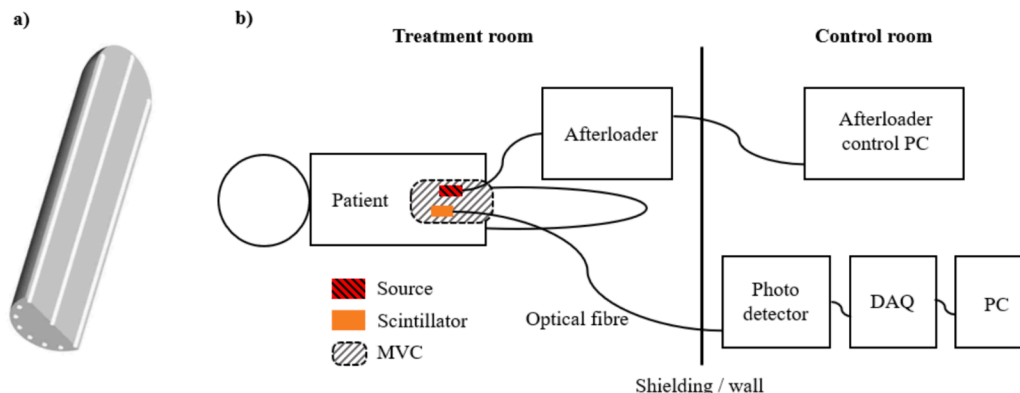 a)
b)
Treatment room
Control room
Afterloader
Afterloader
control PC
Patient
Source
Scintillator
MVC
Optical fibre
Photo
detector
DAQ
PC
Shielding / wall